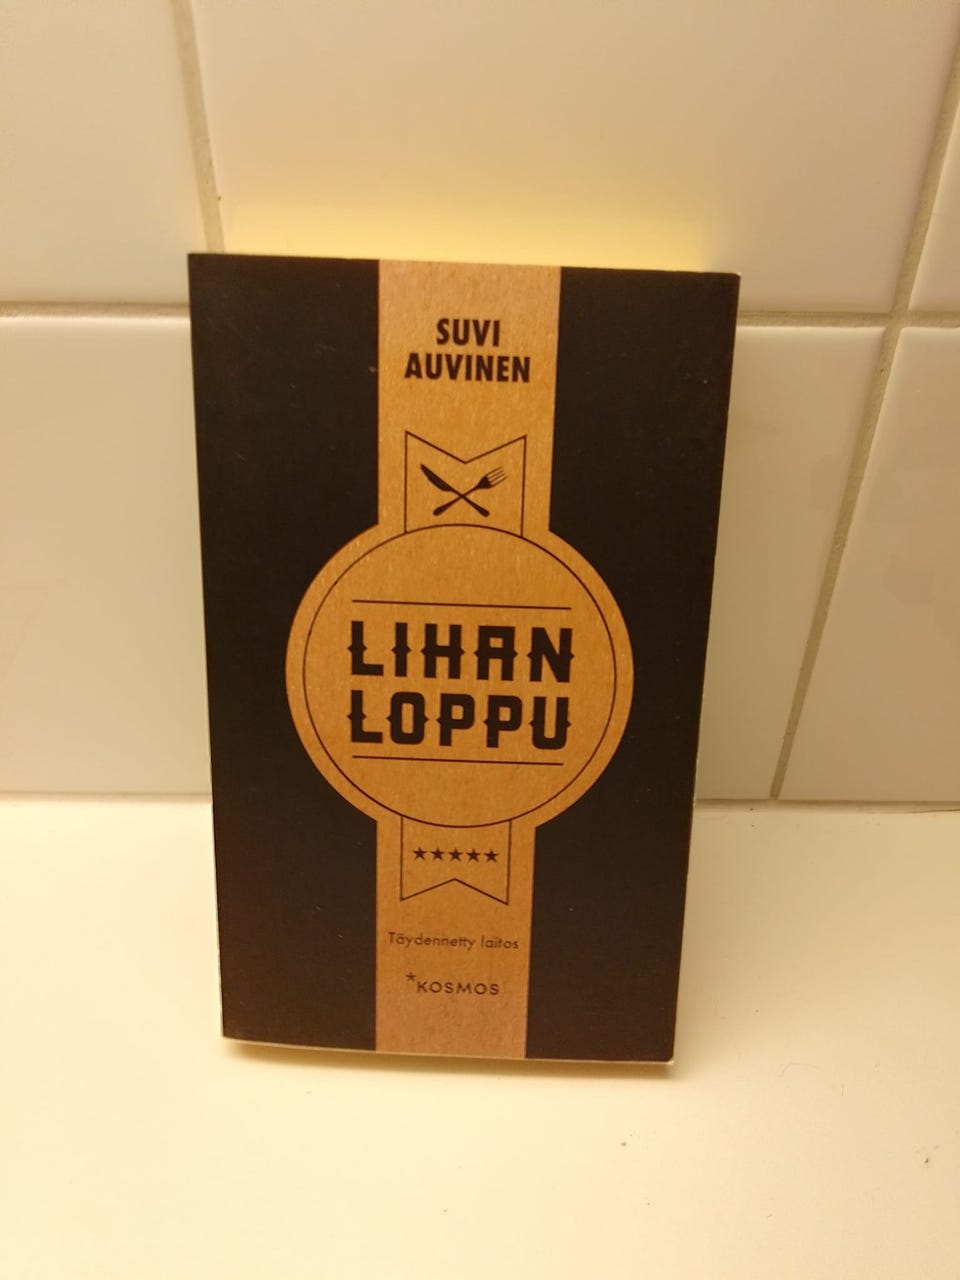 SUVI
AUVINEN
LIHAN
LOPPU
★★★★★
Täydennetty laitos
*KOSMOS